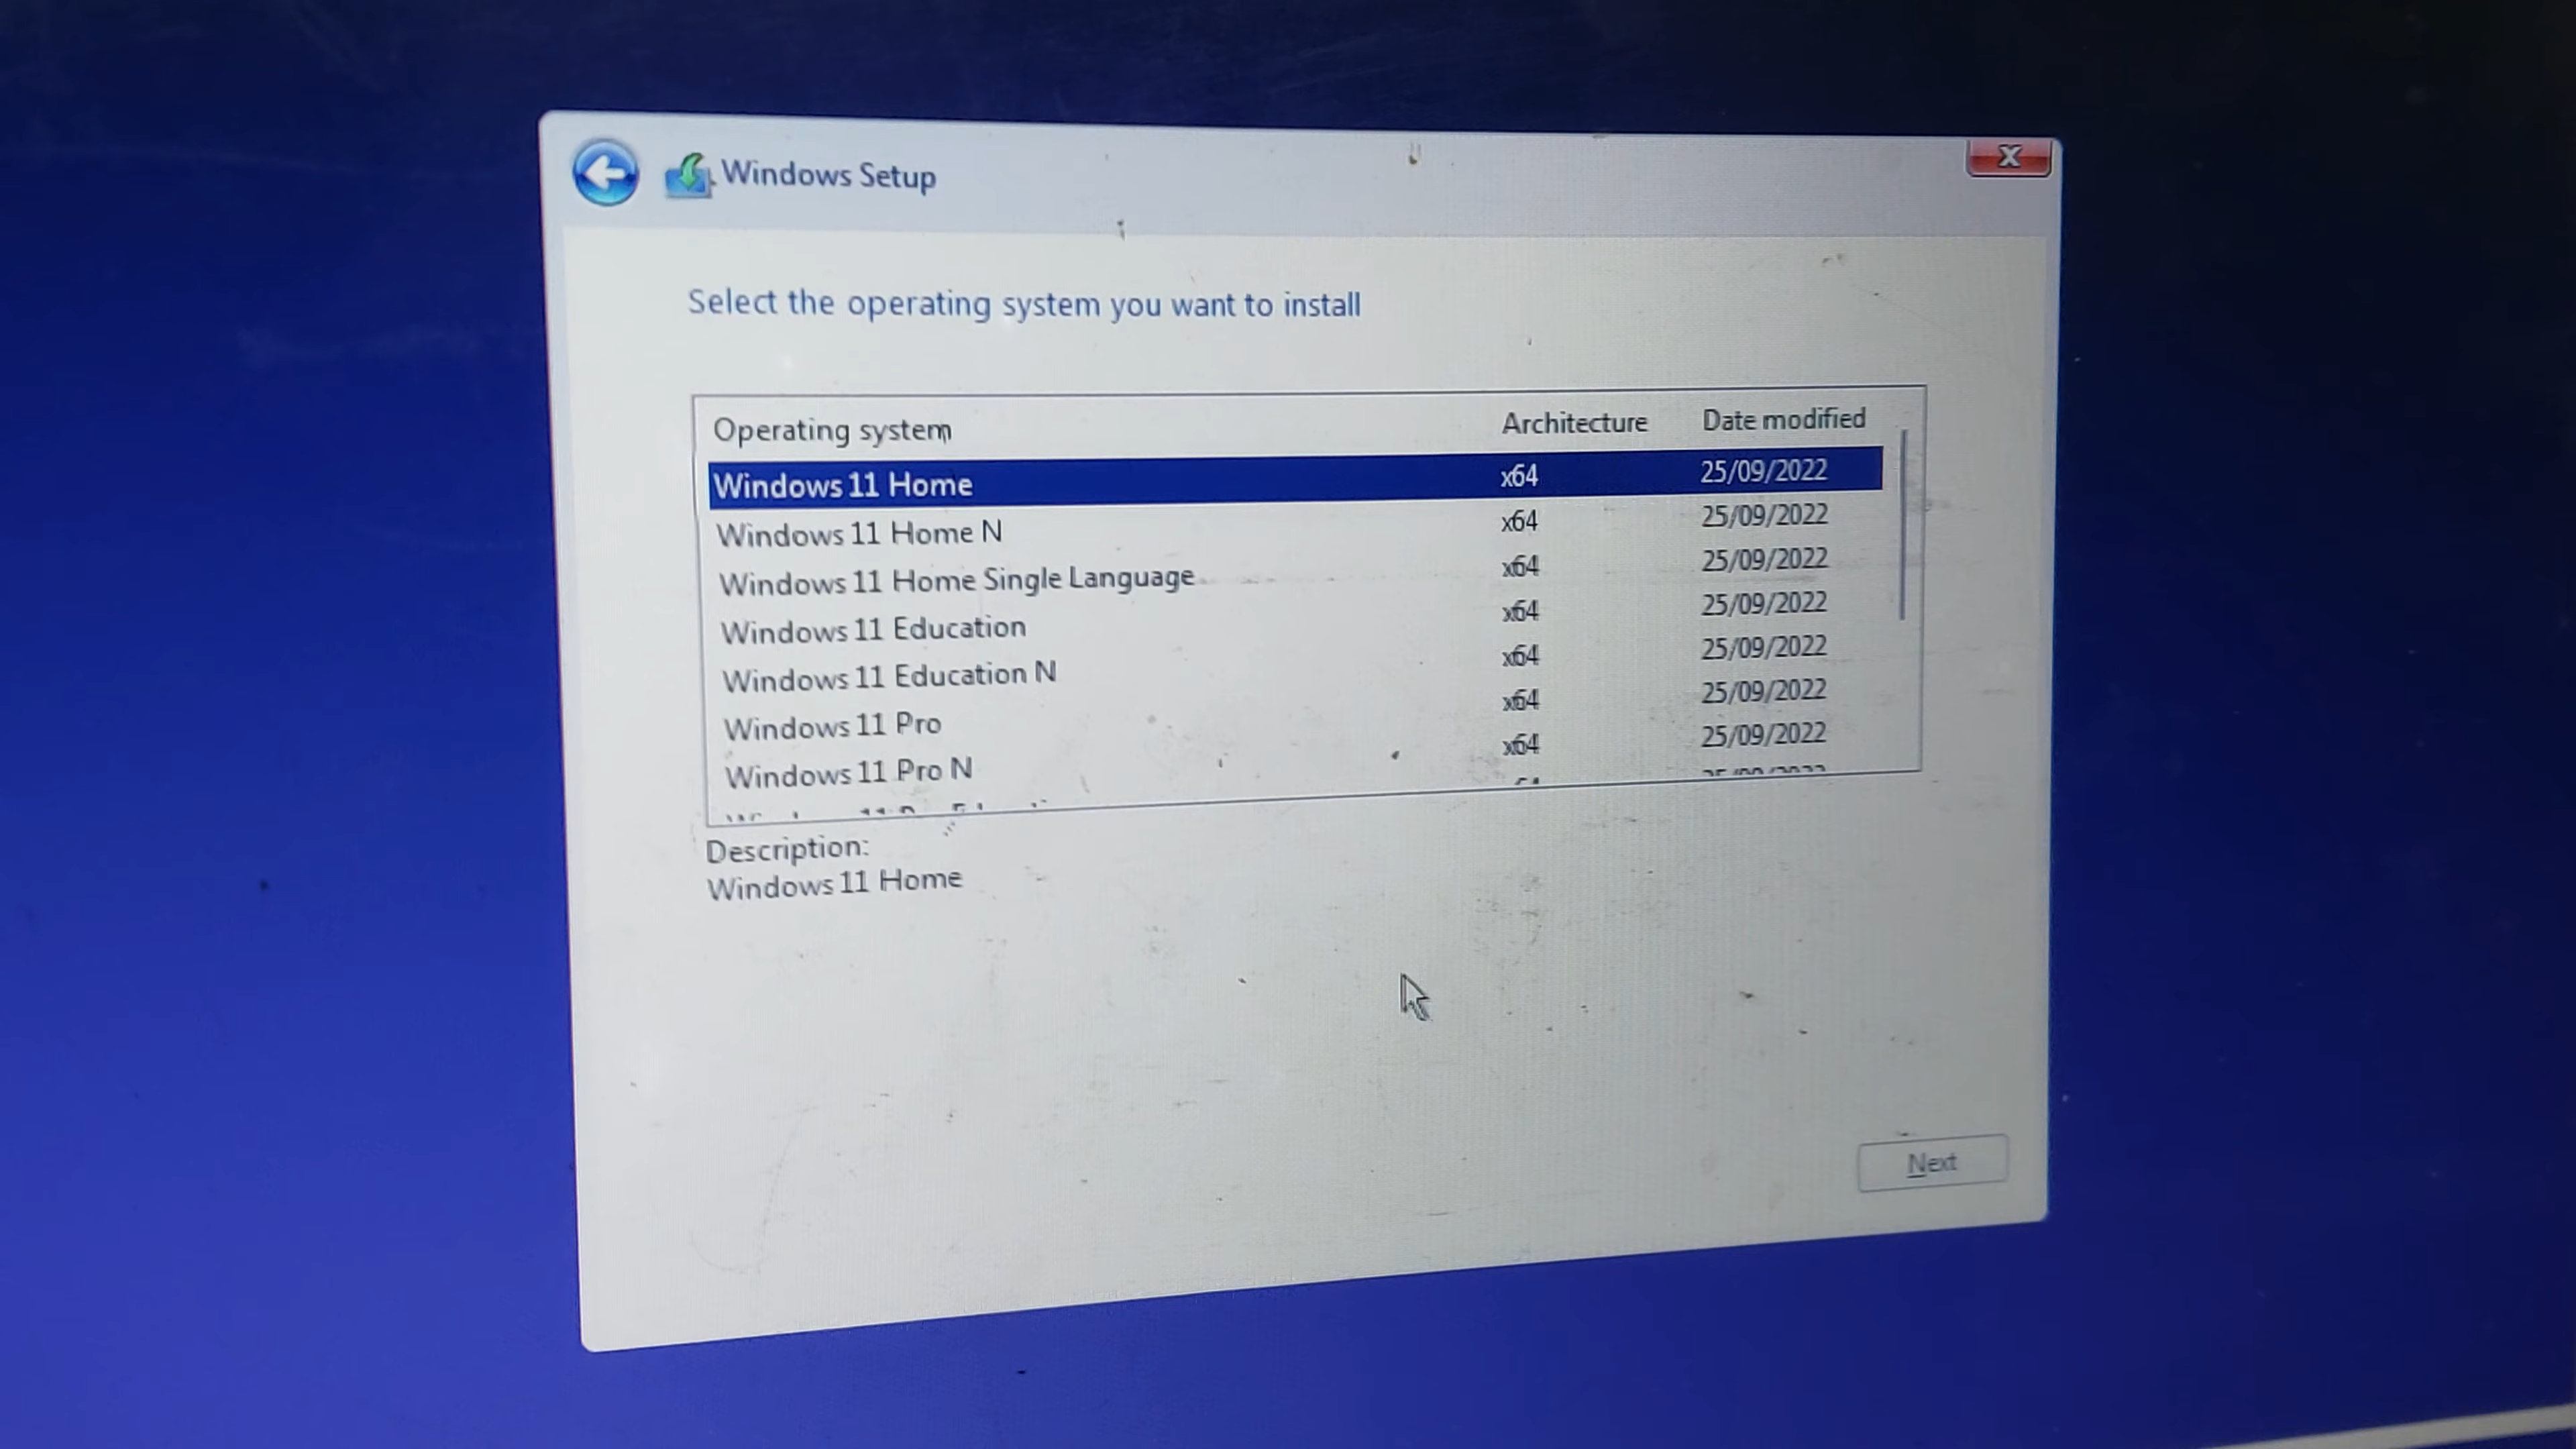 Windows Setup
X
Select the operating system you want to install
Operating system Architecture Date modified
Windows 11 Home x64 25/09/2022
Windows 11 Home N x64 25/09/2022
Windows 11 Home Single Language x64 25/09/2022
Windows 11 Education x64 25/09/2022
Windows 11 Education N x64 25/09/2022
Windows 11 Pro x64 25/09/2022
Windows 11 Pro N x64 25/09/2022
Description:
Windows 11 Home
Next